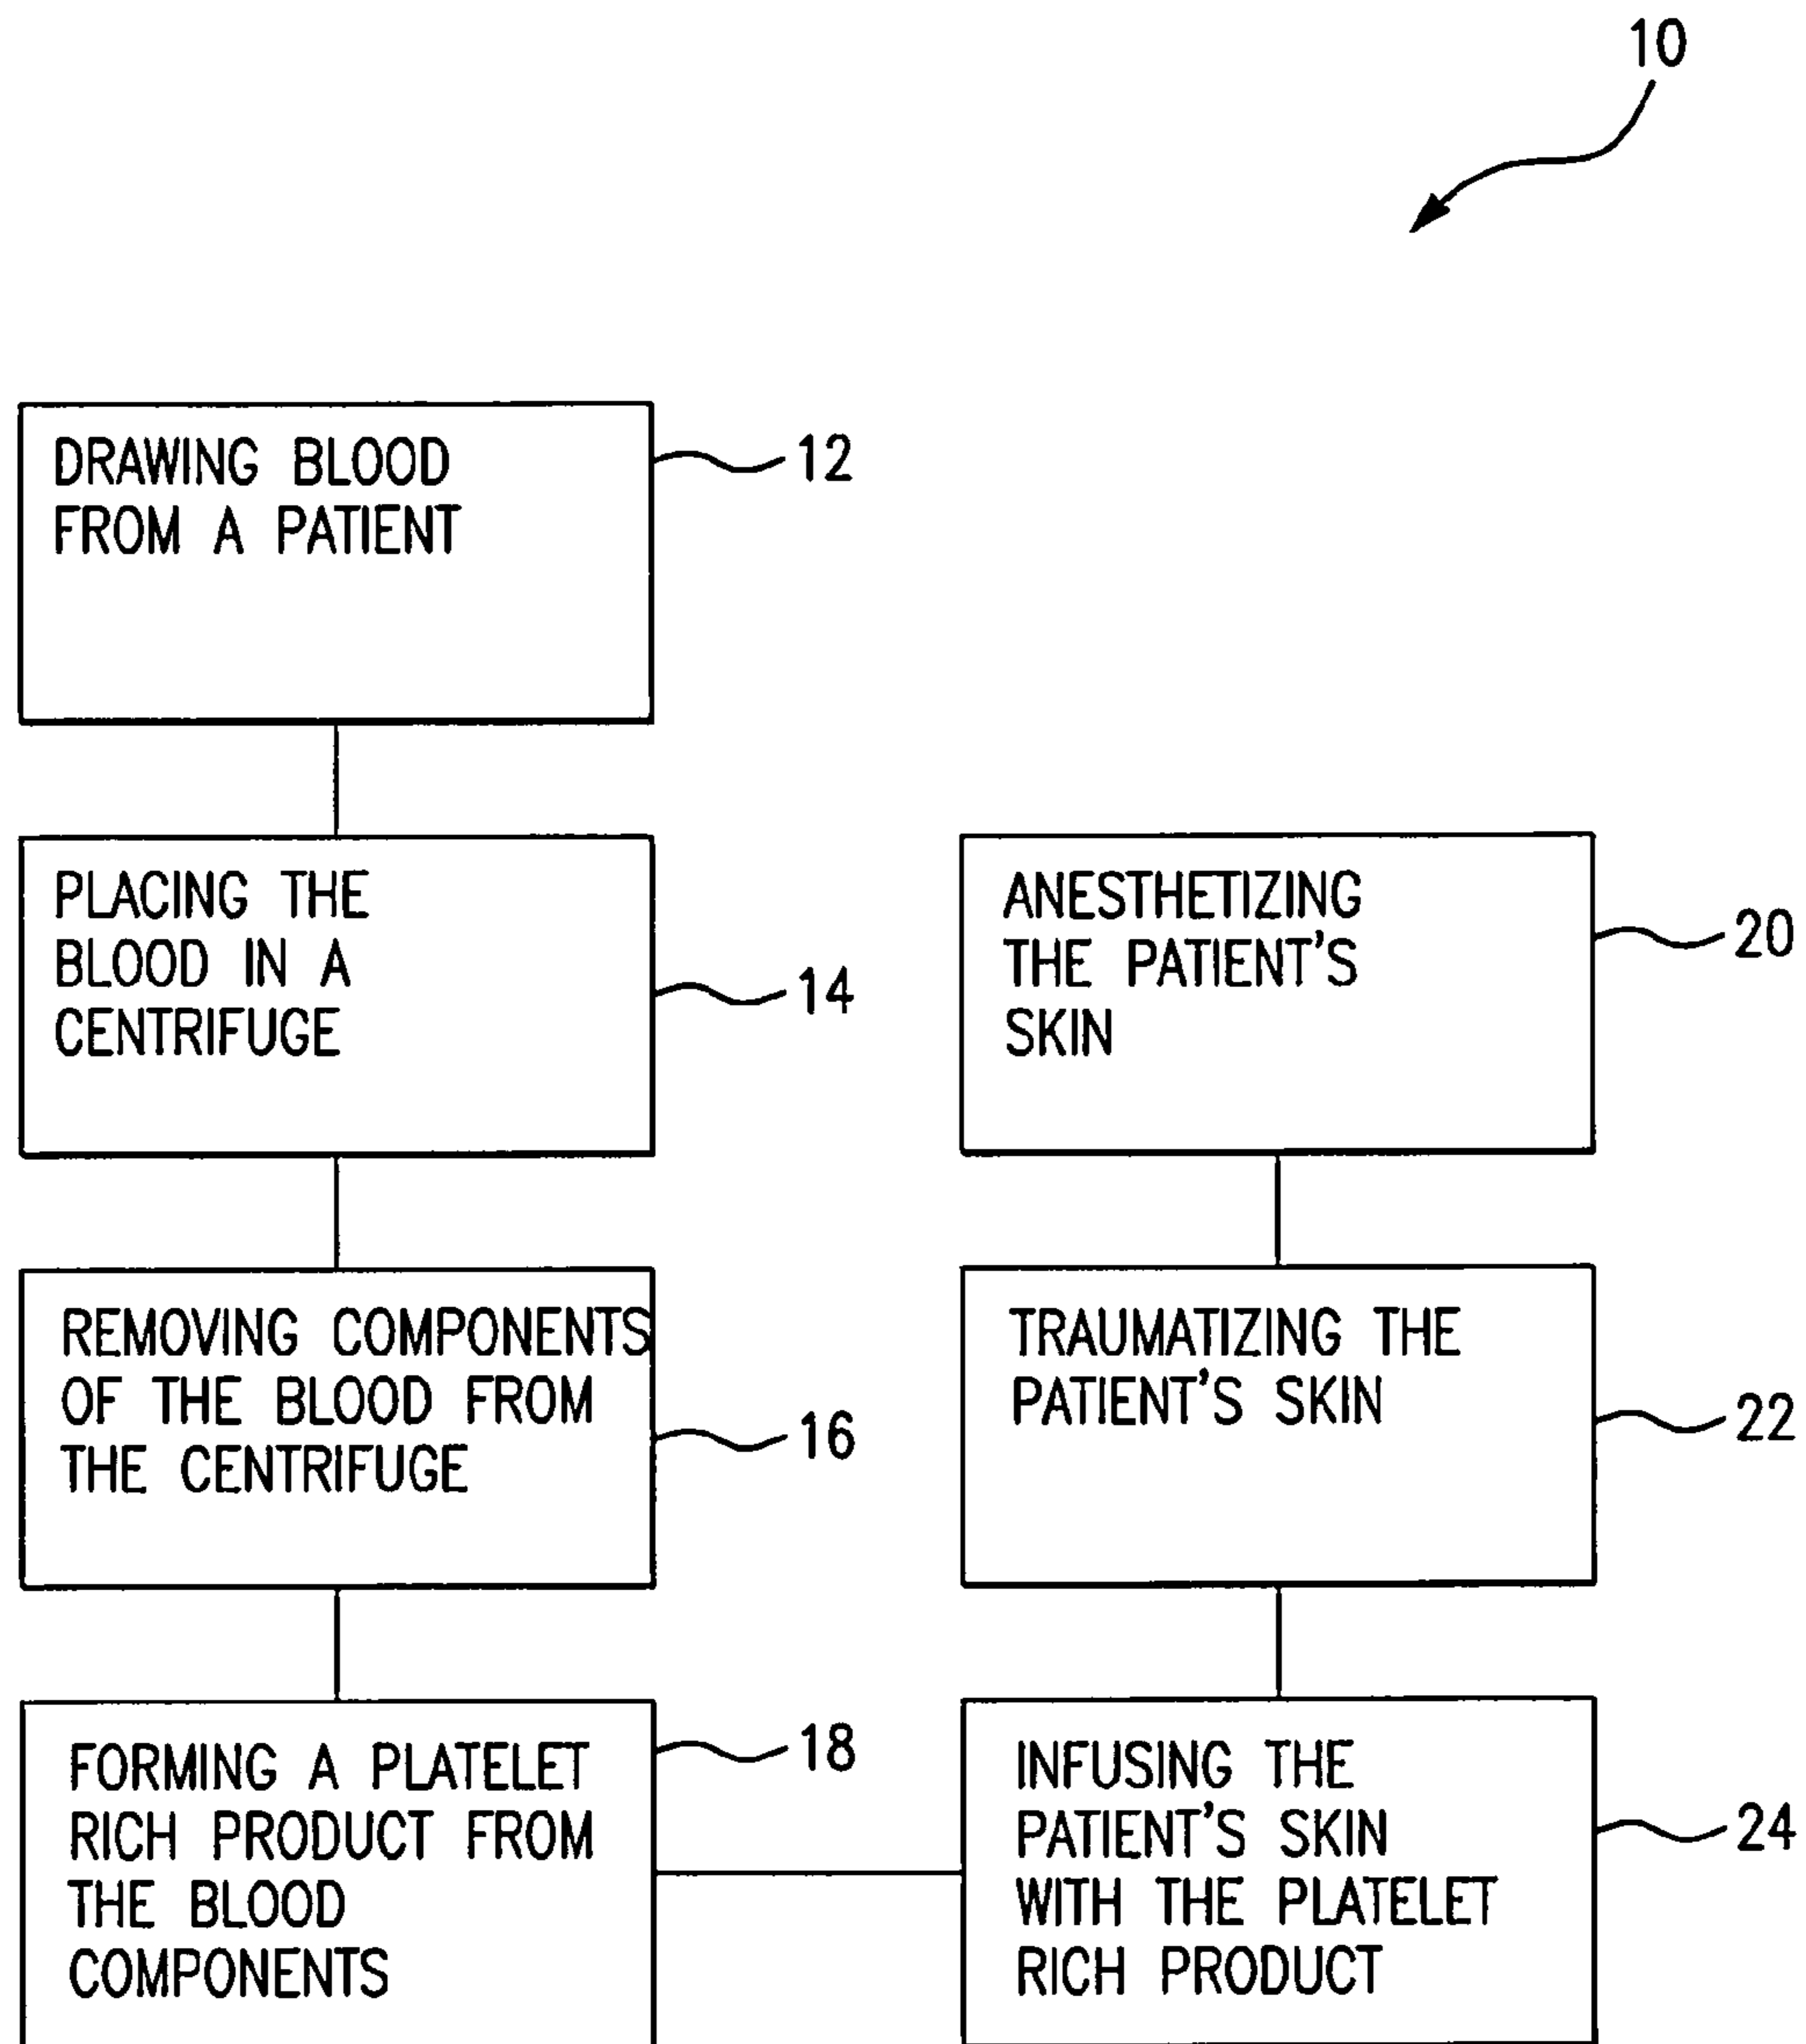 10
DRAWING BLOOD
FROM A PATIENT
12
PLACING THE
BLOOD IN A
CENTRIFUGE
14
REMOVING COMPONENTS
OF THE BLOOD FROM
THE CENTRIFUGE
16
FORMING A PLATELET
RICH PRODUCT FROM
THE BLOOD
COMPONENTS
18
ANESTHETIZING
THE PATIENT'S
SKIN
20
TRAUMATIZING THE
PATIENT'S SKIN
22
INFUSING THE
PATIENT'S SKIN
WITH THE PLATELET
RICH PRODUCT
24